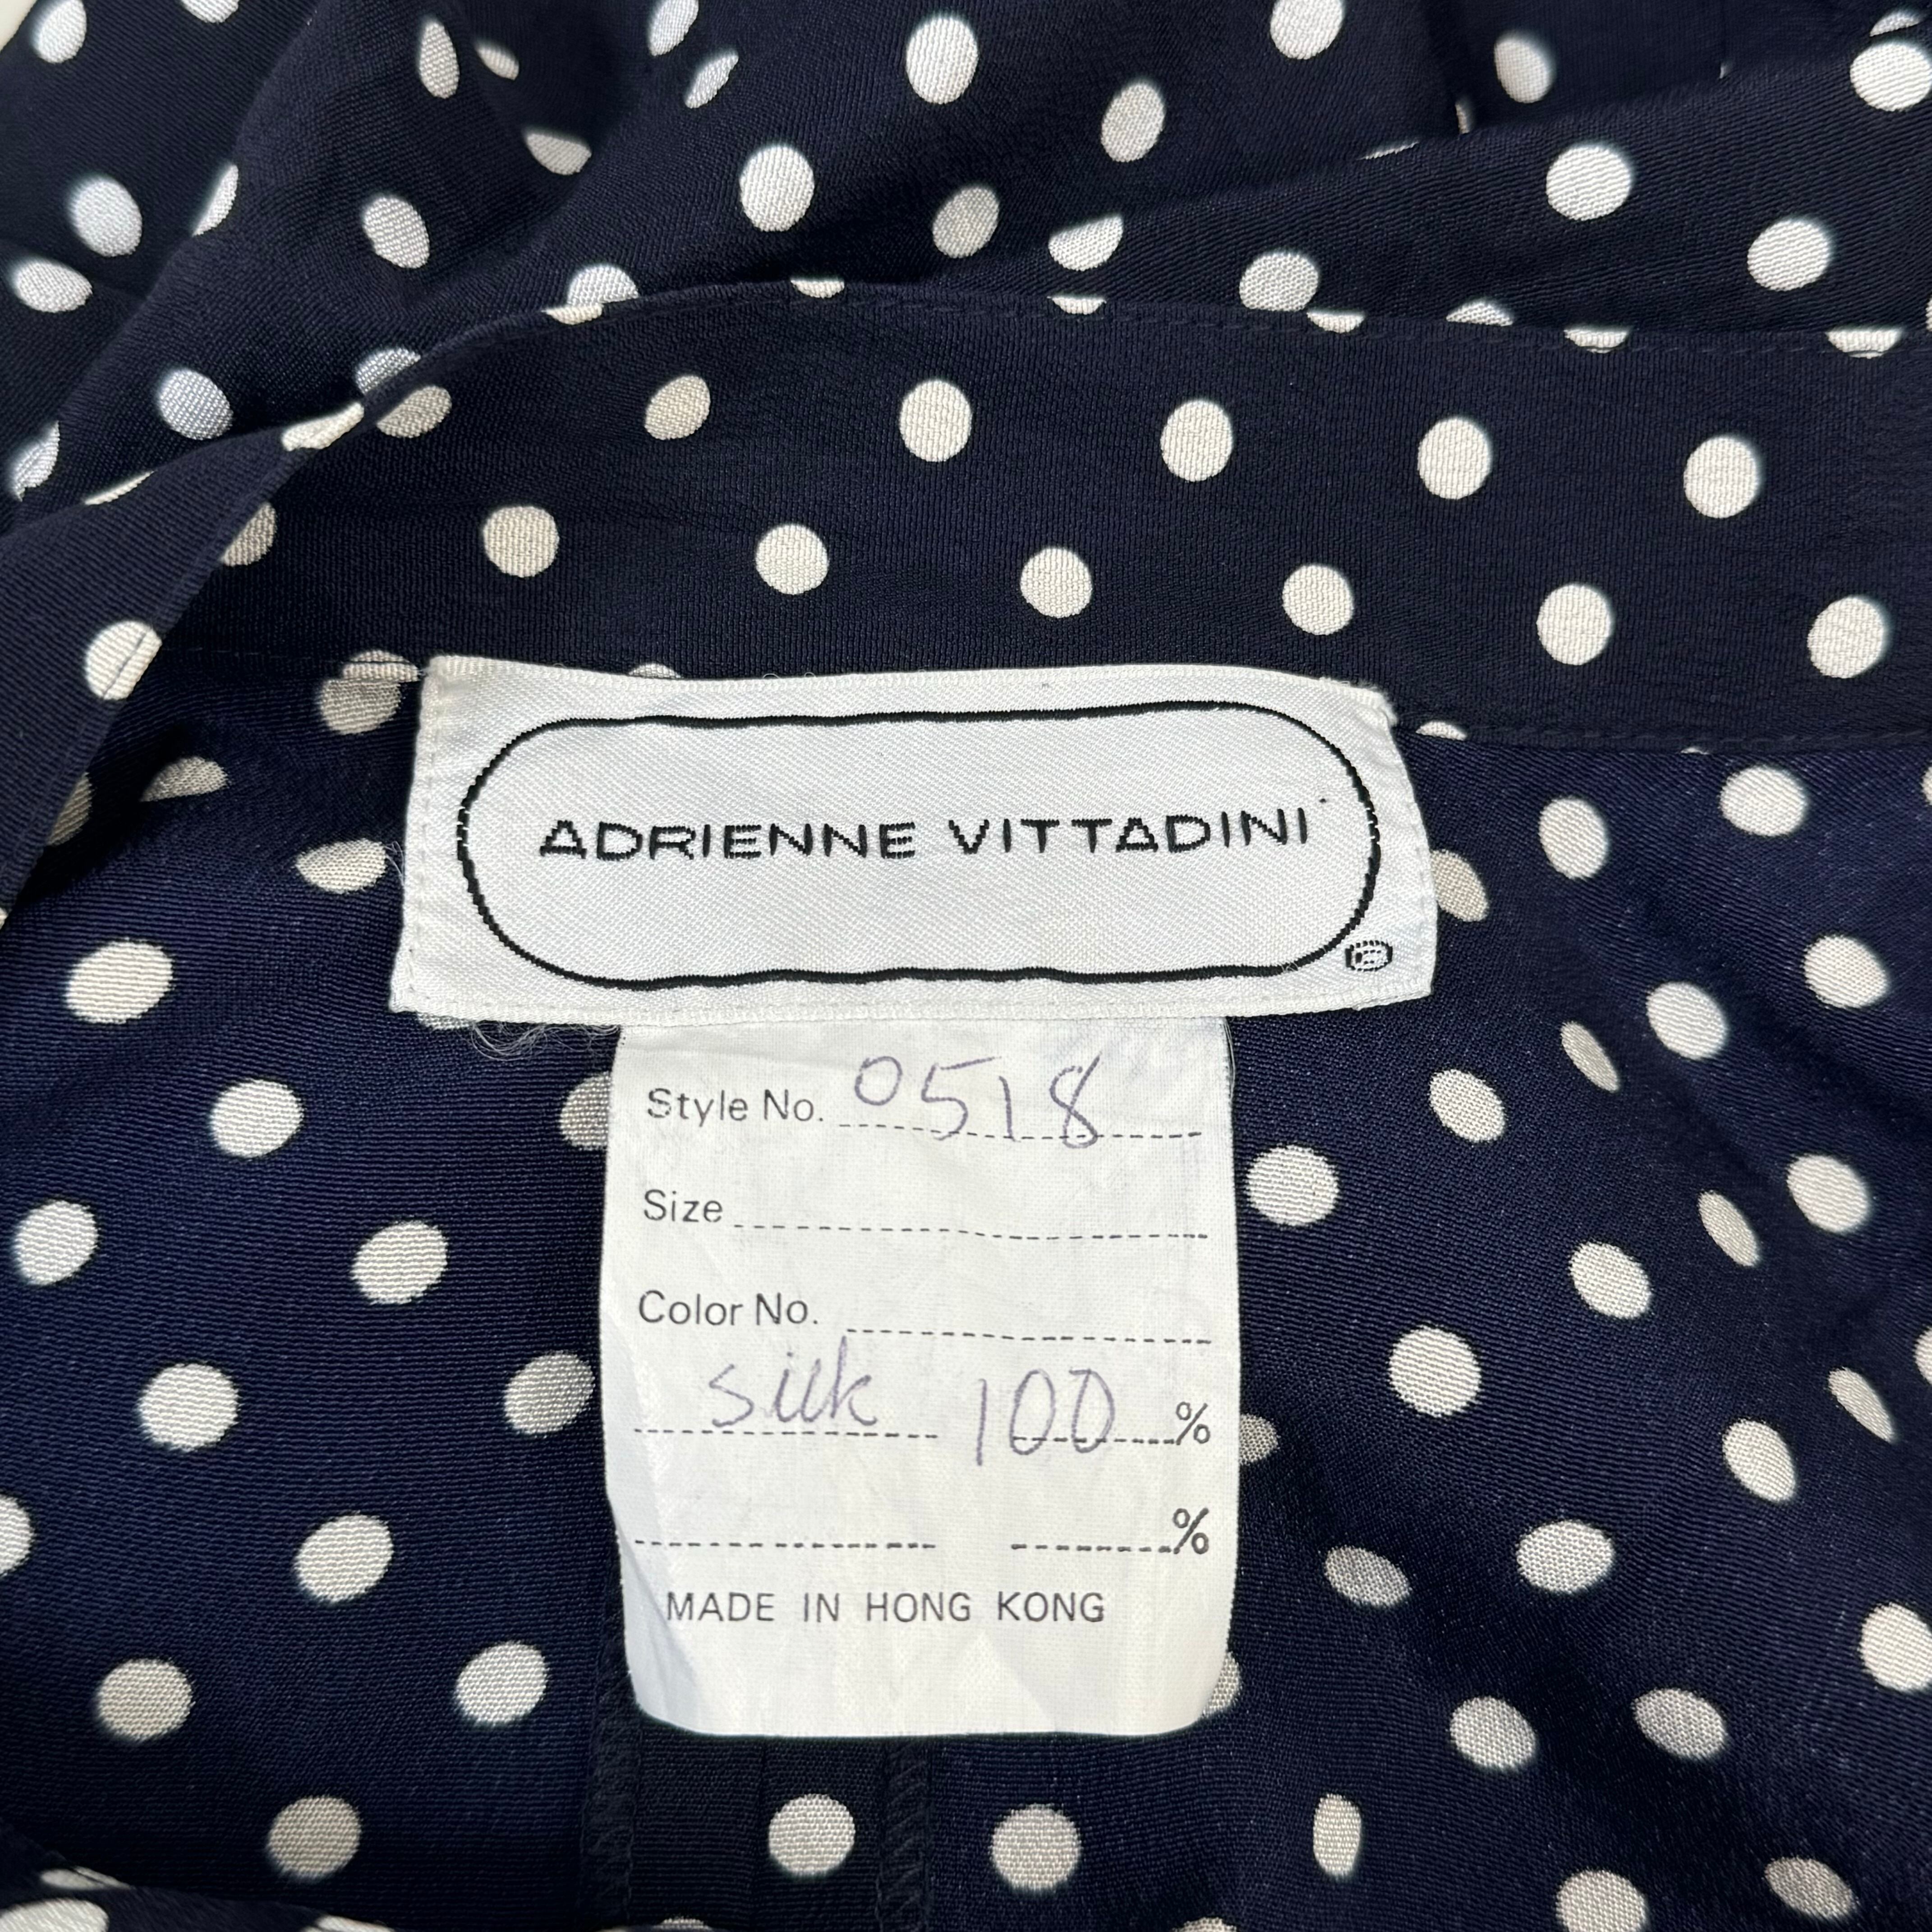 ADRIENNE VITTADINI
©
Style No. 0518
Size
Color No.
silk 100 %
%
MADE IN HONG KONG